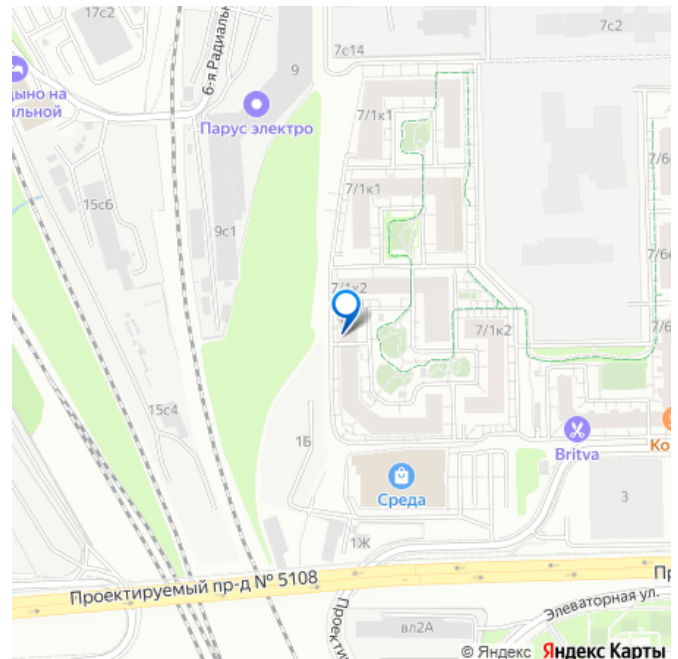 17с2
6-я Радиальн
9
7с14
7с2
ыно на
альной
Парус электро
7/1к1
7/6
15с6
7/1к1
9с1
7/6
7/1к2
7/1к2
7/6
15с4
1Б
Britva
Ко
Среда
3
1Ж
Проектируемый пр-д № 5108
Пр
Проекти
Элеваторная ул.
вл2А
© Яндекс Яндекс Карты